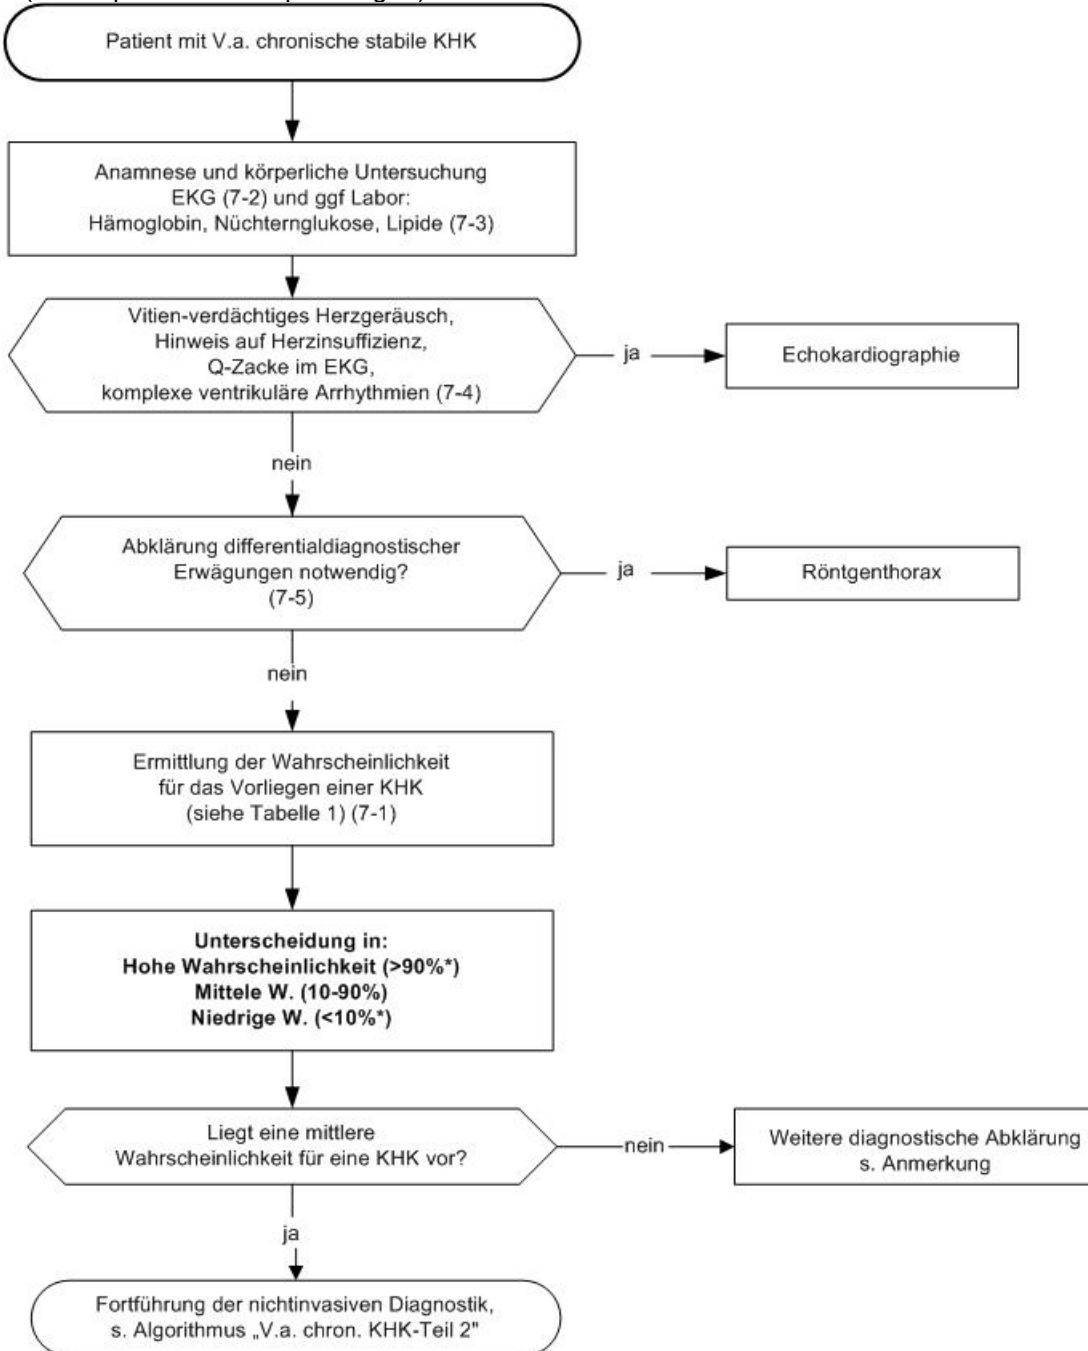 Patient mit V.a. chronische stabile KHK
Anamnese und körperliche Untersuchung
EKG (7-2) und ggf Labor:
Hämoglobin, Nüchternglukose, Lipide (7-3)
Vitien-verdächtiges Herzgeräusch,
Hinweis auf Herzinsuffizienz,
Q-Zacke im EKG,
komplexe ventrikuläre Arrhythmien (7-4)
ja
Echokardiographie
nein
Abklärung differentialdiagnostischer
Erwägungen notwendig?
(7-5)
ja
Röntgenthorax
nein
Ermittlung der Wahrscheinlichkeit
für das Vorliegen einer KHK
(siehe Tabelle 1) (7-1)
Unterscheidung in:
Hohe Wahrscheinlichkeit (>90%*)
Mittele W. (10-90%)
Niedrige W. (<10%*)
Liegt eine mittlere
Wahrscheinlichkeit für eine KHK vor?
nein
Weitere diagnostische Abklärung
s. Anmerkung
ja
Fortführung der nichtinvasiven Diagnostik,
s. Algorithmus „V.a. chron. KHK-Teil 2"